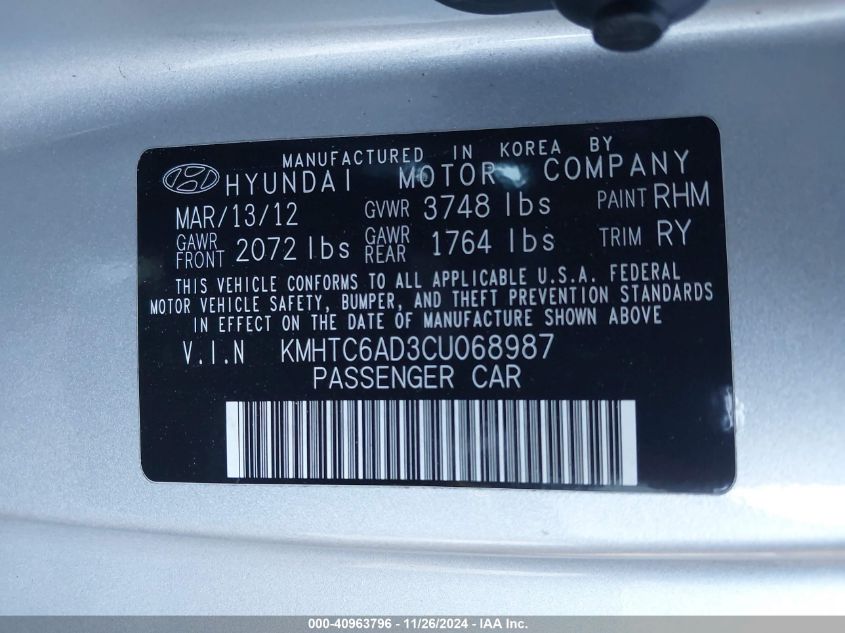 MANUFACTURED IN KOREA BY
HYUNDAI MOTOR COMPANY
MAR/13/12 GVWR 3748 lbs PAINT RHM
GAWR FRONT 2072 lbs GAWR REAR 1764 lbs TRIM RY
THIS VEHICLE CONFORMS TO ALL APPLICABLE U.S.A. FEDERAL
MOTOR VEHICLE SAFETY, BUMPER, AND THEFT PREVENTION STANDARDS
IN EFFECT ON THE DATE OF MANUFACTURE SHOWN ABOVE
V.I.N KMHTC6AD3CU068987
PASSENGER CAR
000-40963796 - 11/26/2024 - IAA Inc.